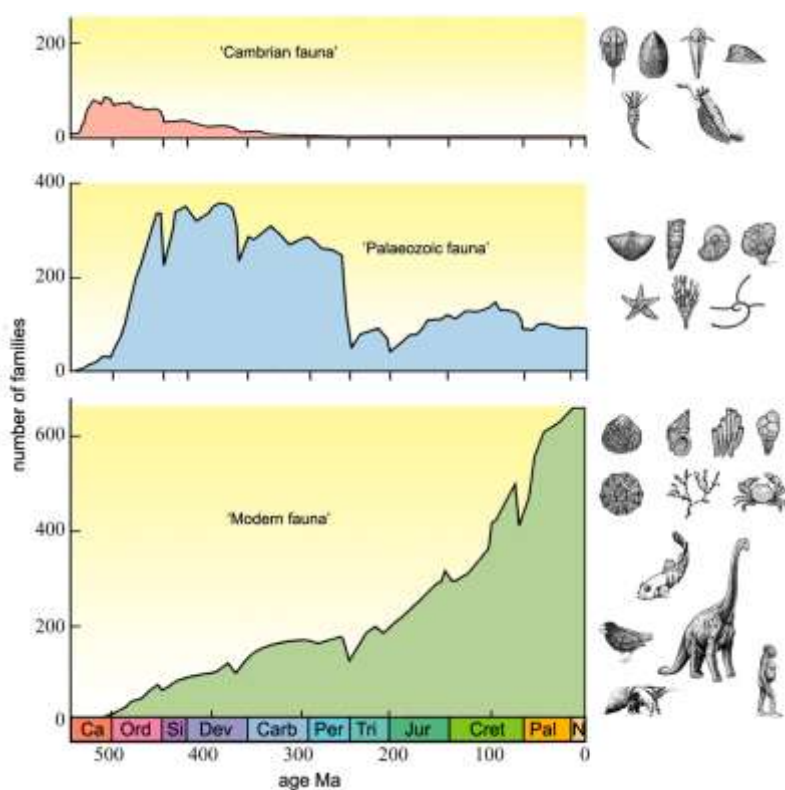 200
'Cambrian fauna'
0
400
200
'Palaeozoic fauna'
0
number of families
600
400
'Modern fauna'
200
0
Ca Ord Si Dev Carb Per Tri Jur Cret Pal N
500 400 300 200 100 0
age Ma